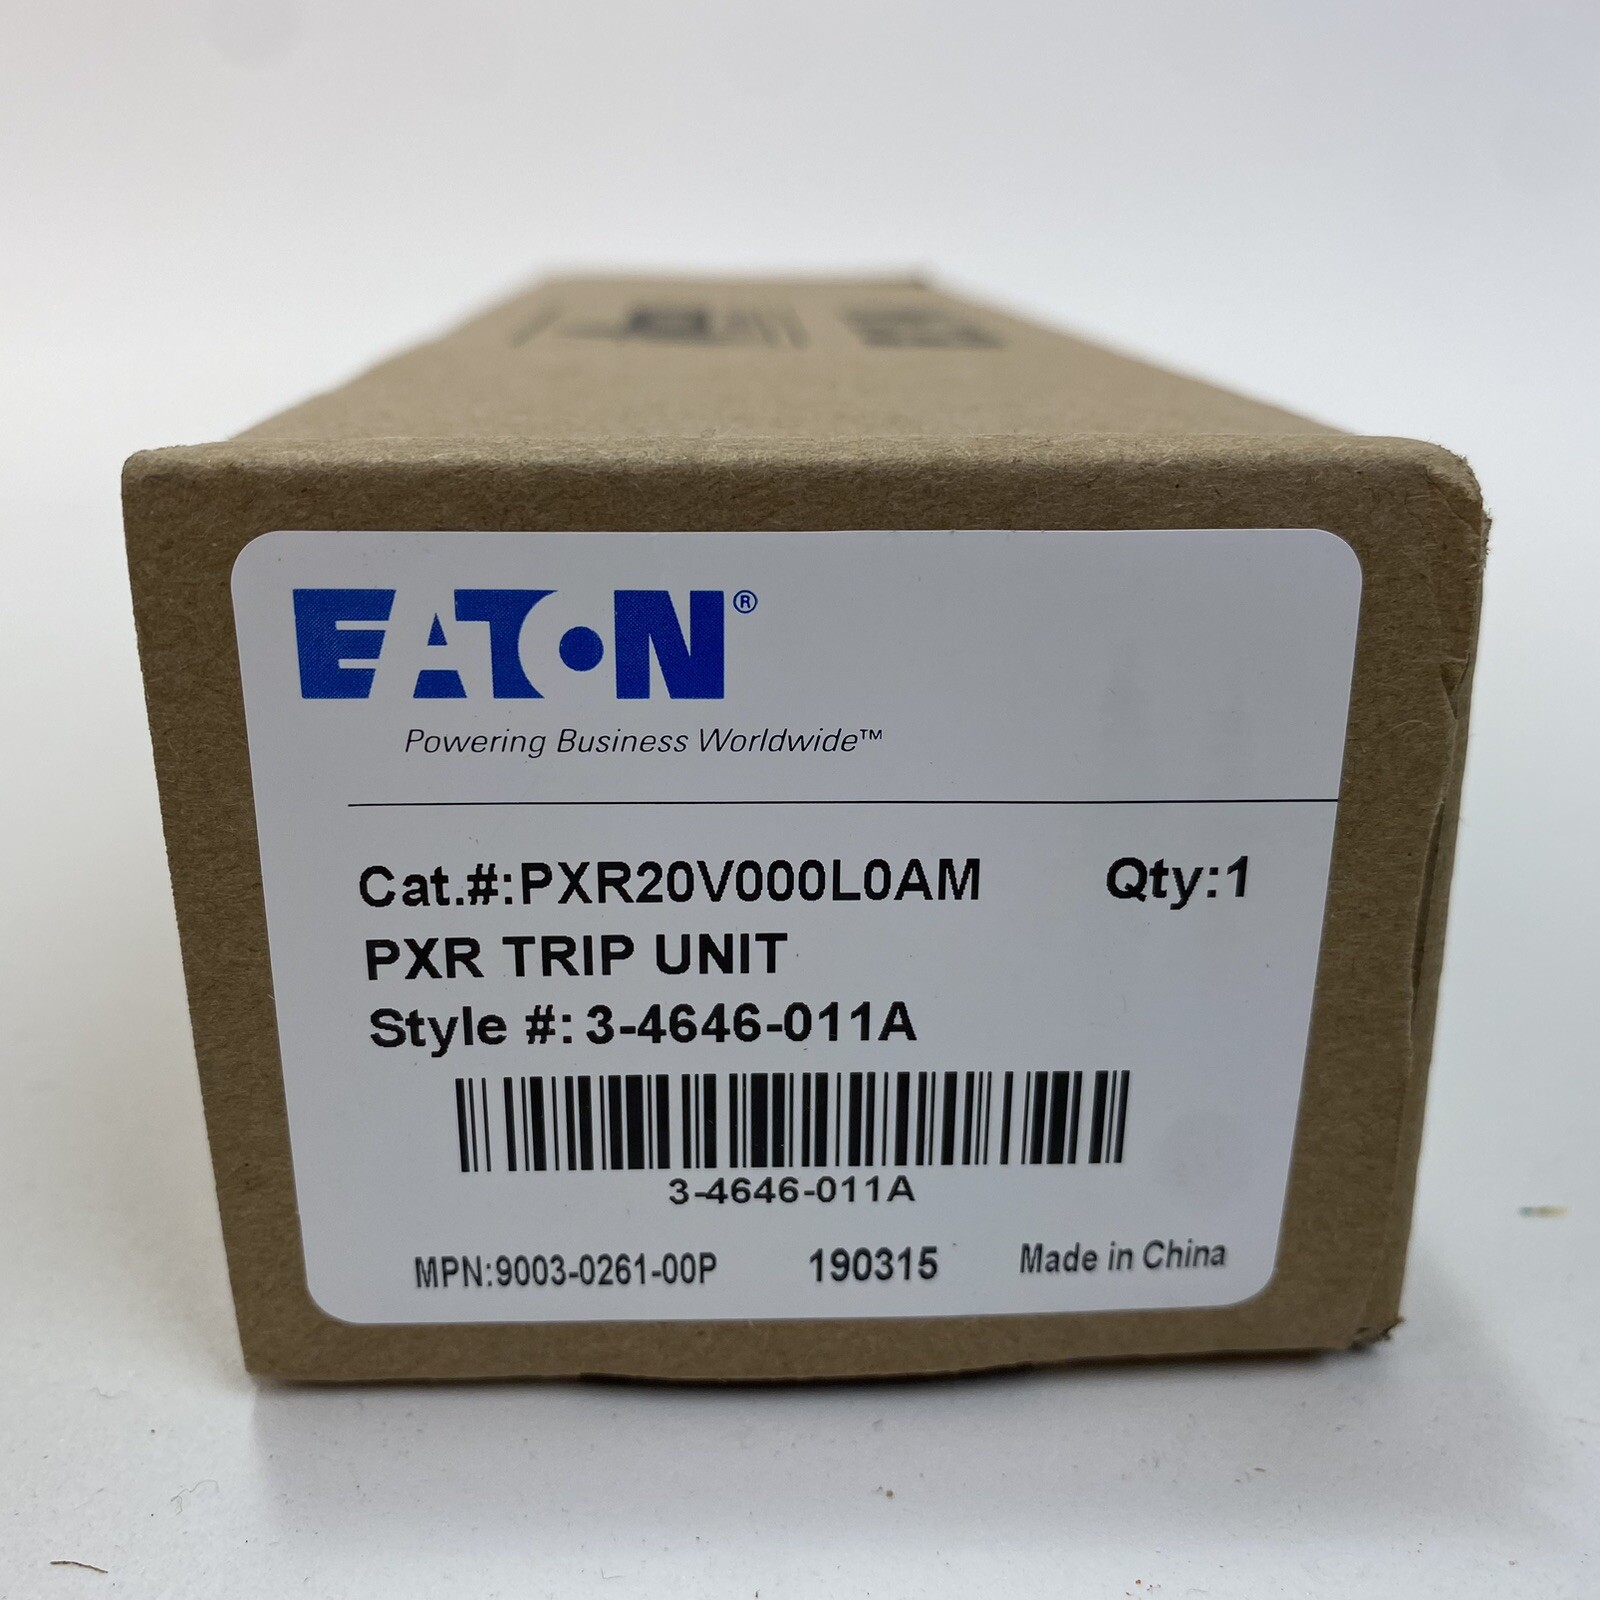 EATON®
Powering Business Worldwide™
Cat.#:PXR20V000L0AM Qty:1
PXR TRIP UNIT
Style #: 3-4646-011A
3-4646-011A
MPN:9003-0261-00P 190315 Made in China